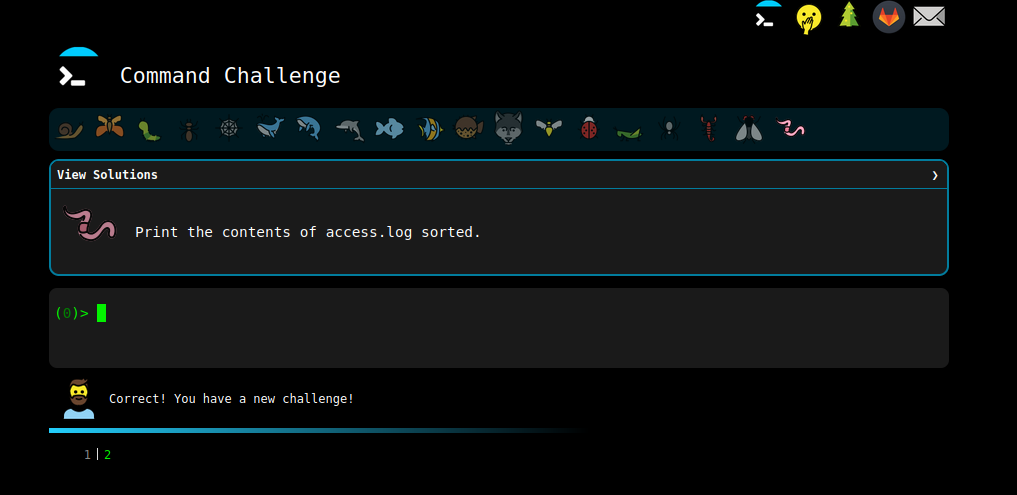 Command Challenge
View Solutions
Print the contents of access.log sorted.
(0)>
Correct! You have a new challenge!
1 2